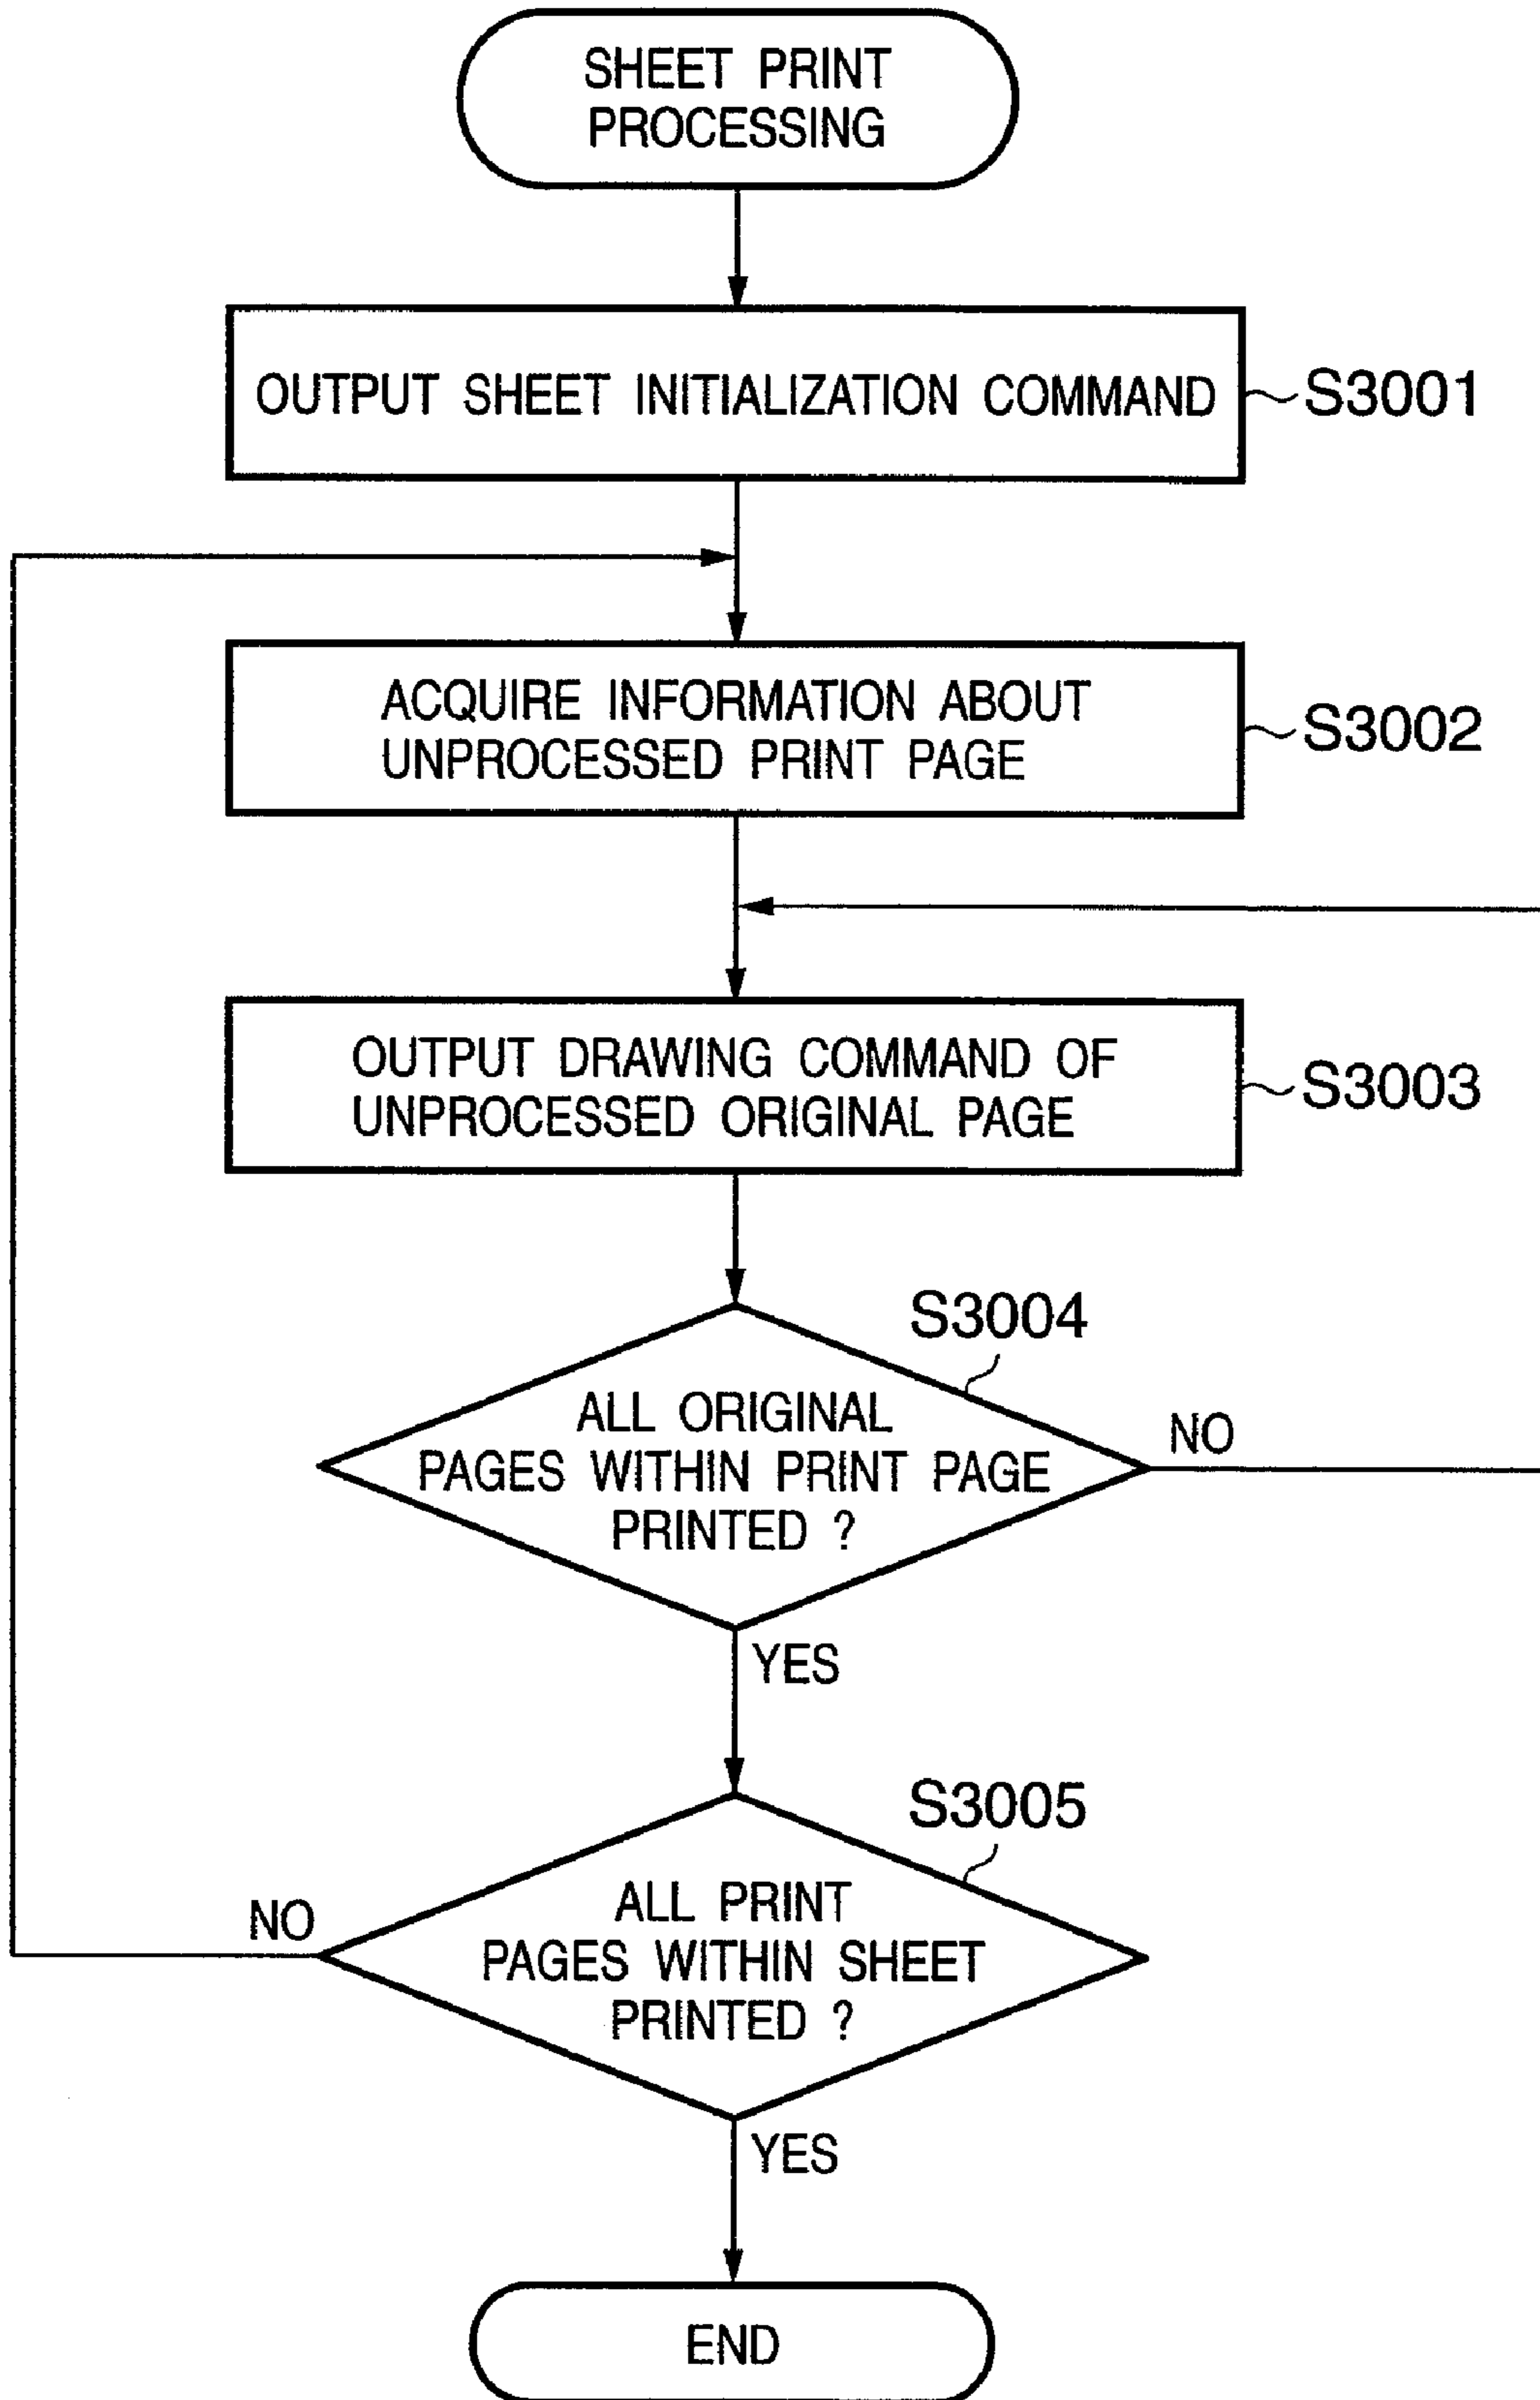 SHEET PRINT
PROCESSING
OUTPUT SHEET INITIALIZATION COMMAND
S3001
ACQUIRE INFORMATION ABOUT
UNPROCESSED PRINT PAGE
S3002
OUTPUT DRAWING COMMAND OF
UNPROCESSED ORIGINAL PAGE
S3003
S3004
ALL ORIGINAL
PAGES WITHIN PRINT PAGE
PRINTED ?
NO
YES
S3005
ALL PRINT
PAGES WITHIN SHEET
PRINTED ?
NO
YES
END